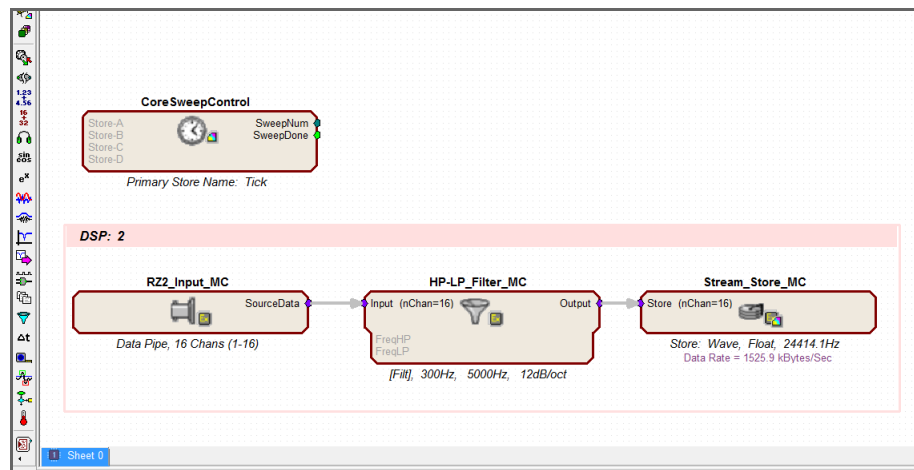 1.23
4.56
16
32
sin
cos
eˣ
Δt
CoreSweepControl
Store-A
Store-B
Store-C
Store-D
SweepNum
SweepDone
Primary Store Name: Tick
DSP: 2
RZ2_Input_MC
SourceData
Data Pipe, 16 Chans (1-16)
HP-LP_Filter_MC
Input (nChan=16)
Output
FreqHP
FreqLP
[Filt], 300Hz, 5000Hz, 12dB/oct
Stream_Store_MC
Store (nChan=16)
Store: Wave, Float, 24414.1Hz
Data Rate = 1525.9 kBytes/Sec
1 Sheet 0